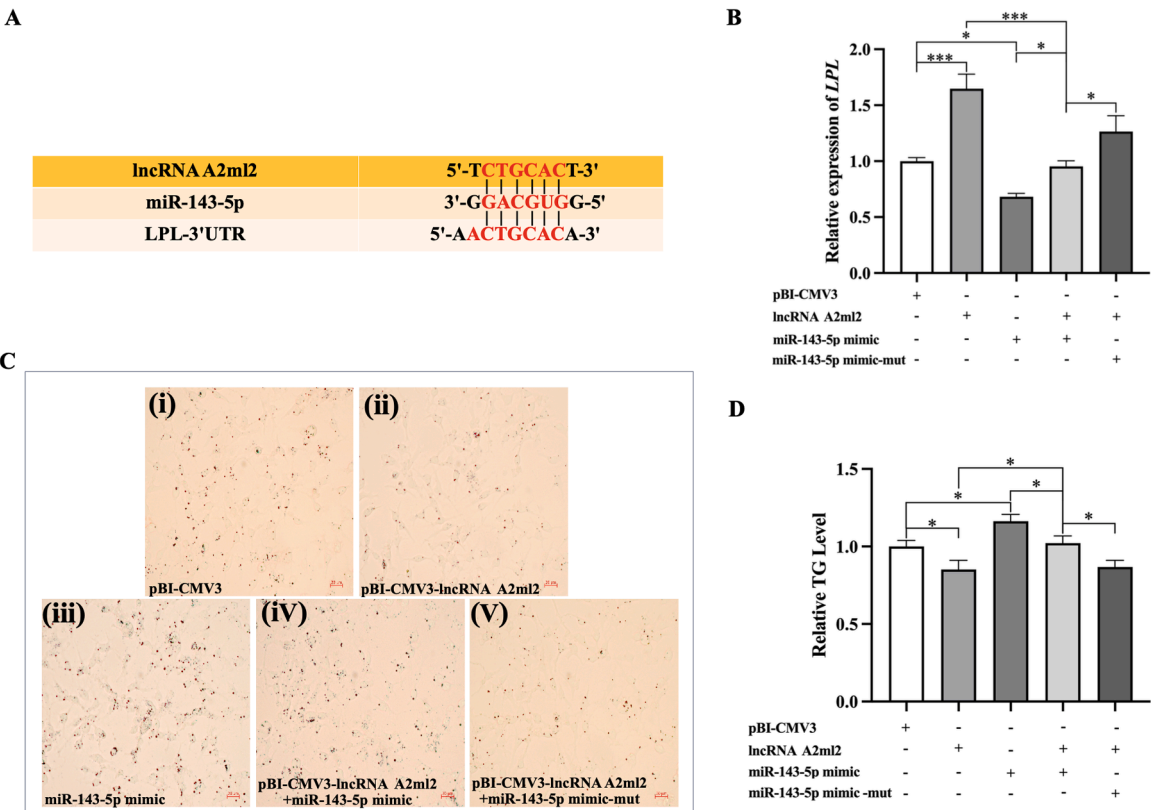 A
lncRNA A2ml2 5'-TCTGCACT-3'
miR-143-5p 3'-GGACGUGG-5'
LPL-3'UTR 5'-AACTGCACA-3'
B
Relative expression of LPL
2.0
1.5
1.0
0.5
0.0
***
*
***
*
*
pBI-CMV3 + - - - -
lncRNA A2ml2 - + - + +
miR-143-5p mimic - - + + -
miR-143-5p mimic-mut - - - - +
C
(i)
pBI-CMV3
(ii)
pBI-CMV3-lncRNA A2ml2
(iii)
miR-143-5p mimic
(iV)
pBI-CMV3-lncRNA A2ml2
+miR-143-5p mimic
(V)
pBI-CMV3-lncRNA A2ml2
+miR-143-5p mimic-mut
D
Relative TG Level
1.5
1.0
0.5
0.0
*
*
*
*
*
pBI-CMV3 + - - - -
lncRNA A2ml2 - + - + +
miR-143-5p mimic - - + + -
miR-143-5p mimic -mut - - - - +